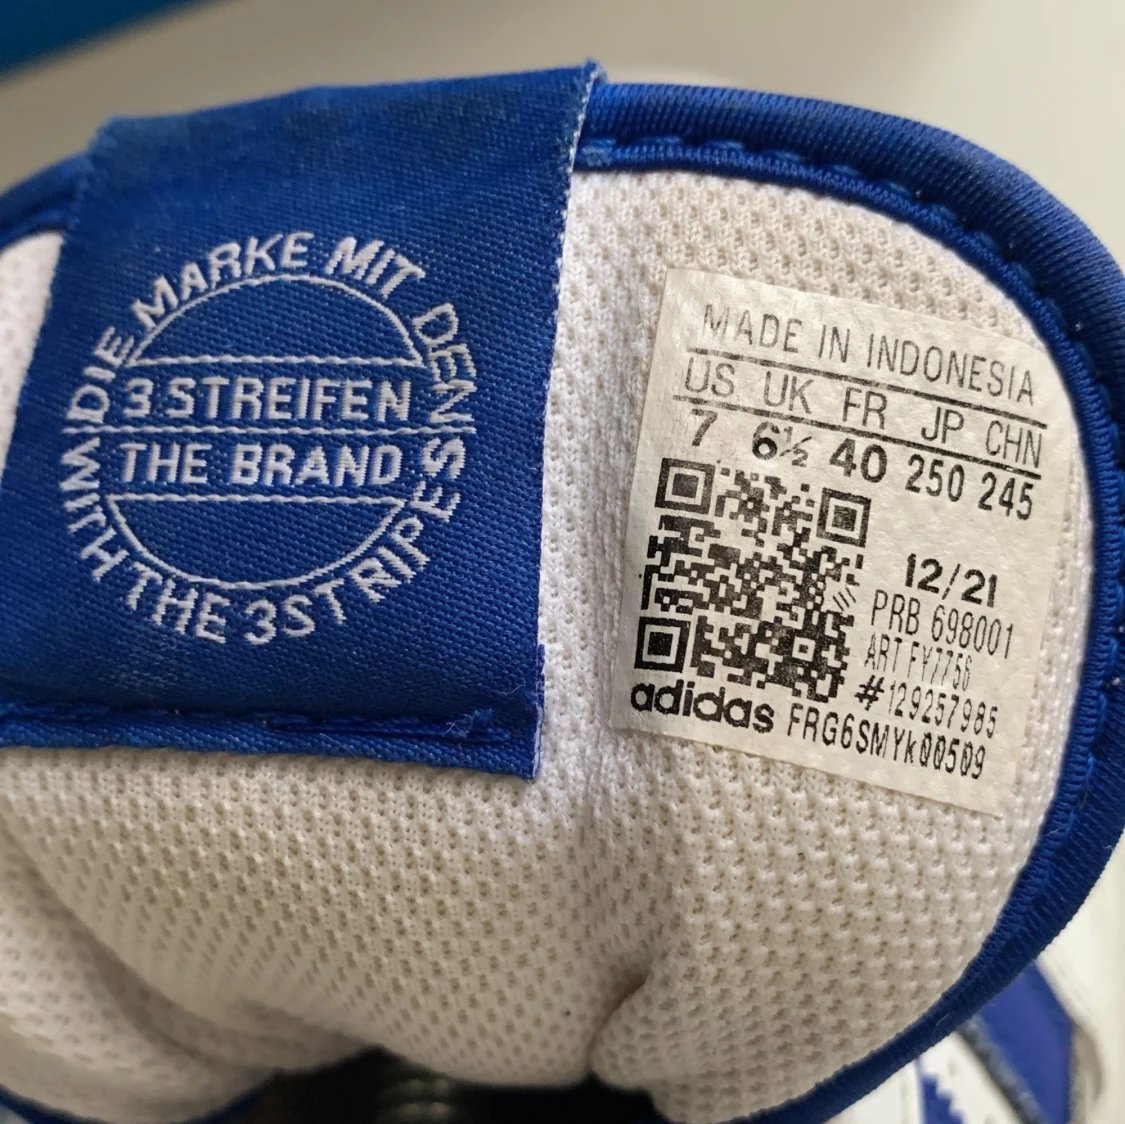 DIE MARKE MIT DEN
3 STREIFEN
THE BRAND
WITH THE 3 STRIPES
MADE IN INDONESIA
US UK FR JP CHN
7 6½ 40 250 245
12/21
PRB 698001
ART FY7756
#129257985
adidas FRG6SMYk00509